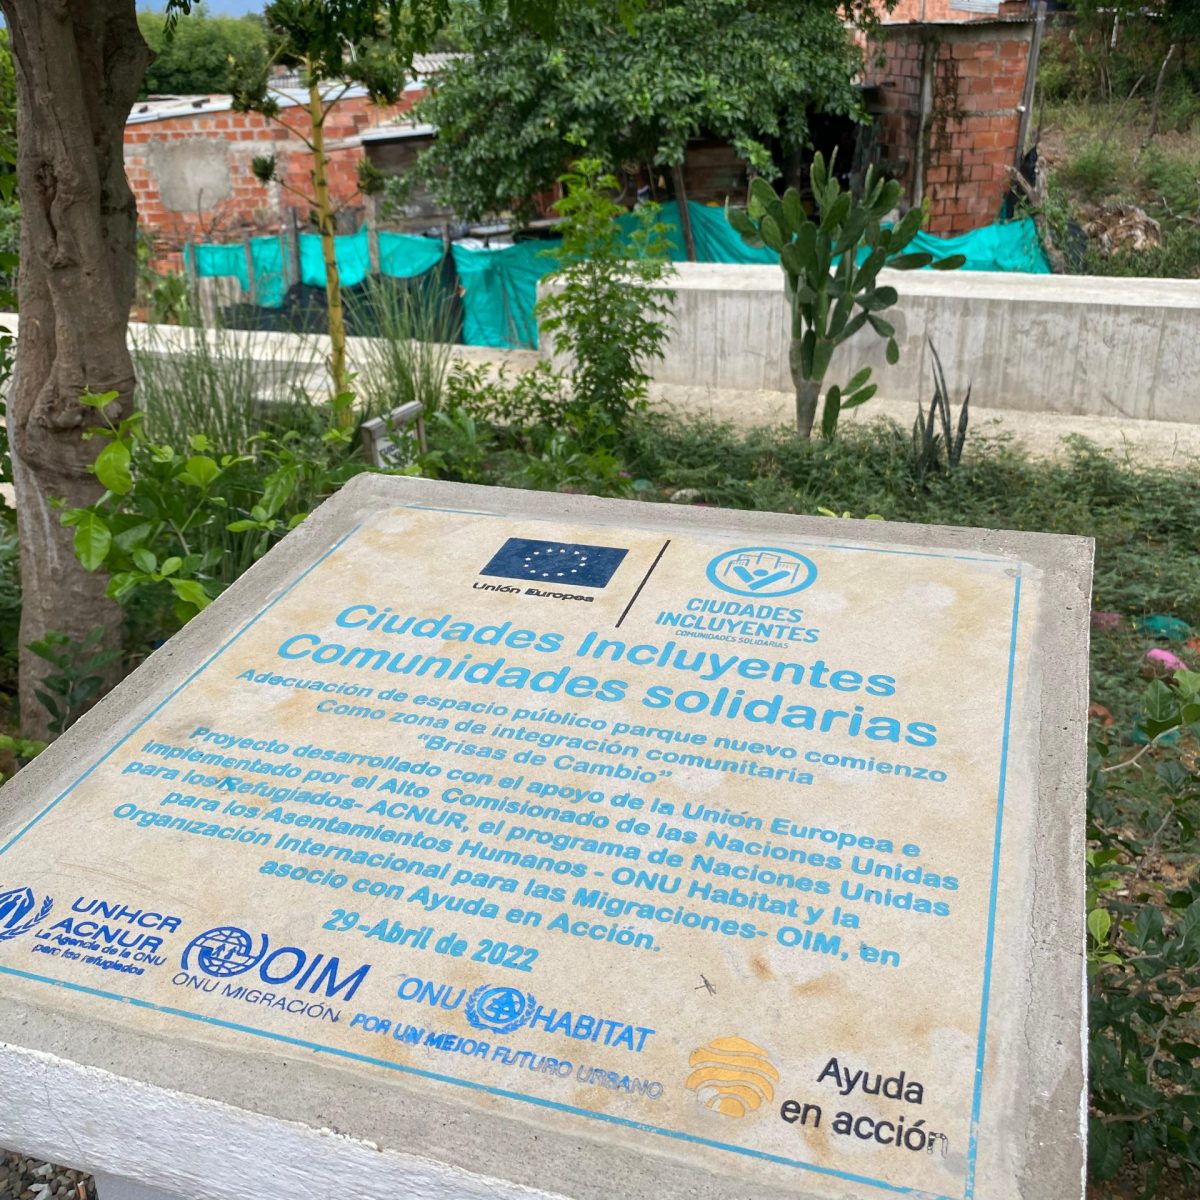 Unión Europea
CIUDADES
INCLUYENTES
COMUNIDADES SOLIDARIAS
Ciudades Incluyentes
Comunidades solidarias
Adecuación de espacio público parque nuevo comienzo
Como zona de integración comunitaria
“Brisas de Cambio”
Proyecto desarrollado con el apoyo de la Unión Europea e
implementado por el Alto Comisionado de las Naciones Unidas
para los Refugiados- ACNUR, el programa de Naciones Unidas
para los Asentamientos Humanos - ONU Habitat y la
Organización Internacional para las Migraciones- OIM, en
asocio con Ayuda en Acción.
29-Abril de 2022
UNHCR
ACNUR
La Agencia de la ONU
para los refugiados
OIM
ONU MIGRACIÓN
ONU HABITAT
POR UN MEJOR FUTURO URBANO
Ayuda
en acción